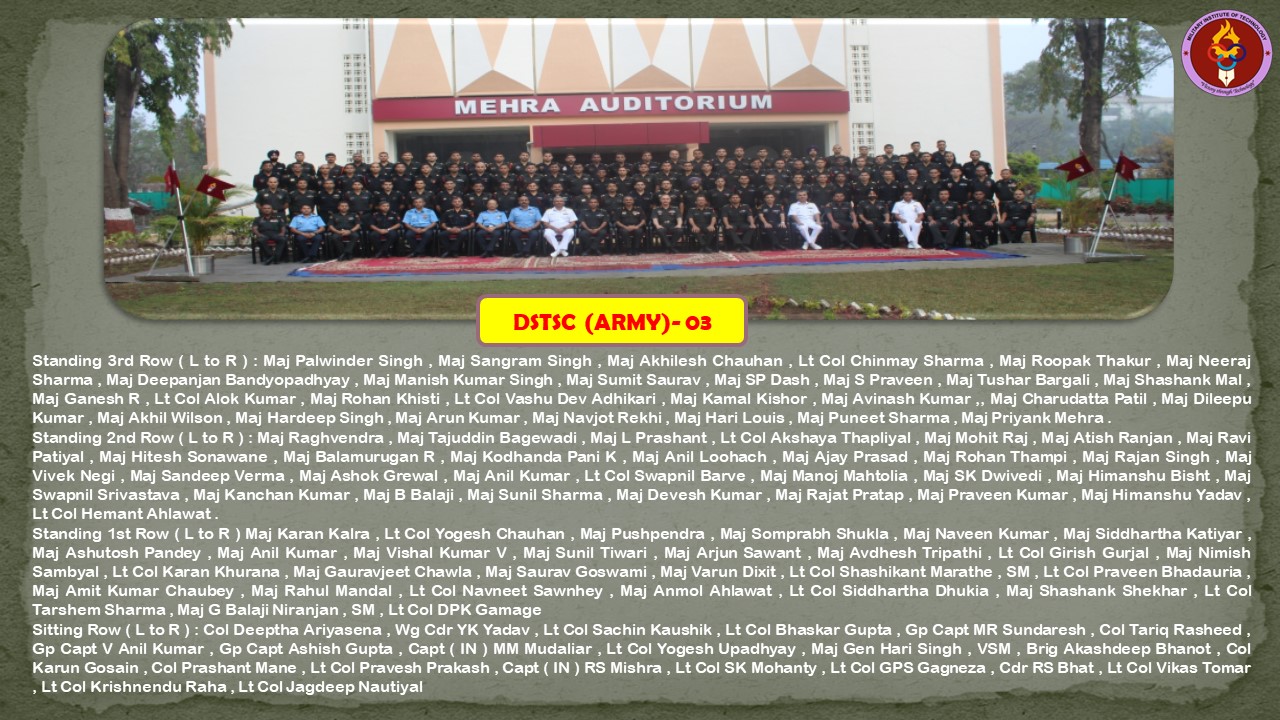 MILITARY INSTITUTE OF TECHNOLOGY
Victory through Technology
MEHRA AUDITORIUM
DSTSC (ARMY)- 03
Standing 3rd Row ( L to R ) : Maj Palwinder Singh , Maj Sangram Singh , Maj Akhilesh Chauhan , Lt Col Chinmay Sharma , Maj Roopak Thakur , Maj Neeraj
Sharma , Maj Deepanjan Bandyopadhyay , Maj Manish Kumar Singh , Maj Sumit Saurav , Maj SP Dash , Maj S Praveen , Maj Tushar Bargali , Maj Shashank Mal ,
Maj Ganesh R , Lt Col Alok Kumar , Maj Rohan Khisti , Lt Col Vashu Dev Adhikari , Maj Kamal Kishor , Maj Avinash Kumar ,, Maj Charudatta Patil , Maj Dileepu
Kumar , Maj Akhil Wilson , Maj Hardeep Singh , Maj Arun Kumar , Maj Navjot Rekhi , Maj Hari Louis , Maj Puneet Sharma , Maj Priyank Mehra .
Standing 2nd Row ( L to R ) : Maj Raghvendra , Maj Tajuddin Bagewadi , Maj L Prashant , Lt Col Akshaya Thapliyal , Maj Mohit Raj , Maj Atish Ranjan , Maj Ravi
Patiyal , Maj Hitesh Sonawane , Maj Balamurugan R , Maj Kodhanda Pani K , Maj Anil Loohach , Maj Ajay Prasad , Maj Rohan Thampi , Maj Rajan Singh , Maj
Vivek Negi , Maj Sandeep Verma , Maj Ashok Grewal , Maj Anil Kumar , Lt Col Swapnil Barve , Maj Manoj Mahtolia , Maj SK Dwivedi , Maj Himanshu Bisht , Maj
Swapnil Srivastava , Maj Kanchan Kumar , Maj B Balaji , Maj Sunil Sharma , Maj Devesh Kumar , Maj Rajat Pratap , Maj Praveen Kumar , Maj Himanshu Yadav ,
Lt Col Hemant Ahlawat .
Standing 1st Row ( L to R ) Maj Karan Kalra , Lt Col Yogesh Chauhan , Maj Pushpendra , Maj Somprabh Shukla , Maj Naveen Kumar , Maj Siddhartha Katiyar ,
Maj Ashutosh Pandey , Maj Anil Kumar , Maj Vishal Kumar V , Maj Sunil Tiwari , Maj Arjun Sawant , Maj Avdhesh Tripathi , Lt Col Girish Gurjal , Maj Nimish
Sambyal , Lt Col Karan Khurana , Maj Gauravjeet Chawla , Maj Saurav Goswami , Maj Varun Dixit , Lt Col Shashikant Marathe , SM , Lt Col Praveen Bhadauria ,
Maj Amit Kumar Chaubey , Maj Rahul Mandal , Lt Col Navneet Sawnhey , Maj Anmol Ahlawat , Lt Col Siddhartha Dhukia , Maj Shashank Shekhar , Lt Col
Tarshem Sharma , Maj G Balaji Niranjan , SM , Lt Col DPK Gamage
Sitting Row ( L to R ) : Col Deeptha Ariyasena , Wg Cdr YK Yadav , Lt Col Sachin Kaushik , Lt Col Bhaskar Gupta , Gp Capt MR Sundaresh , Col Tariq Rasheed ,
Gp Capt V Anil Kumar , Gp Capt Ashish Gupta , Capt ( IN ) MM Mudaliar , Lt Col Yogesh Upadhyay , Maj Gen Hari Singh , VSM , Brig Akashdeep Bhanot , Col
Karun Gosain , Col Prashant Mane , Lt Col Pravesh Prakash , Capt ( IN ) RS Mishra , Lt Col SK Mohanty , Lt Col GPS Gagneza , Cdr RS Bhat , Lt Col Vikas Tomar
, Lt Col Krishnendu Raha , Lt Col Jagdeep Nautiyal